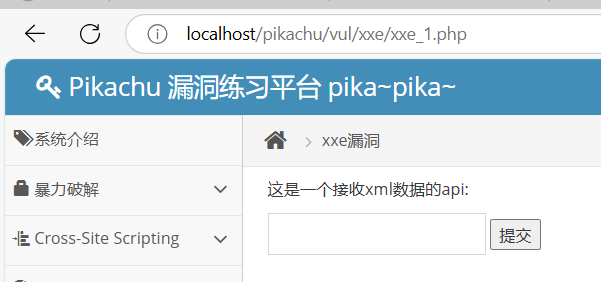 localhost/pikachu/vul/xxe/xxe_1.php
Pikachu 漏洞练习平台 pika~pika~
系统介绍
xxe漏洞
暴力破解
这是一个接收xml数据的api:
提交
Cross-Site Scripting